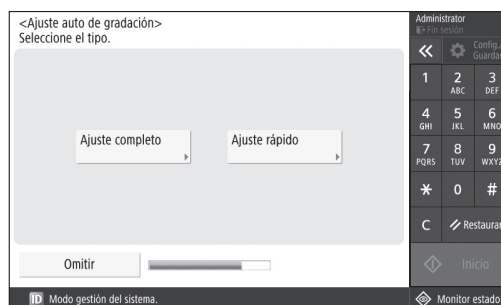 <Ajuste auto de gradación>
Seleccione el tipo.
Ajuste completo
Ajuste rápido
Omitir
ID Modo gestión del sistema.
Administrator
Fin sesión
Config./
Guardar
1
2 3
ABC DEF
4 5 6
GHI JKL MNO
7 8 9
PQRS TUV WXYZ
* 0 #
C Restaurar
Inicio
Monitor estado